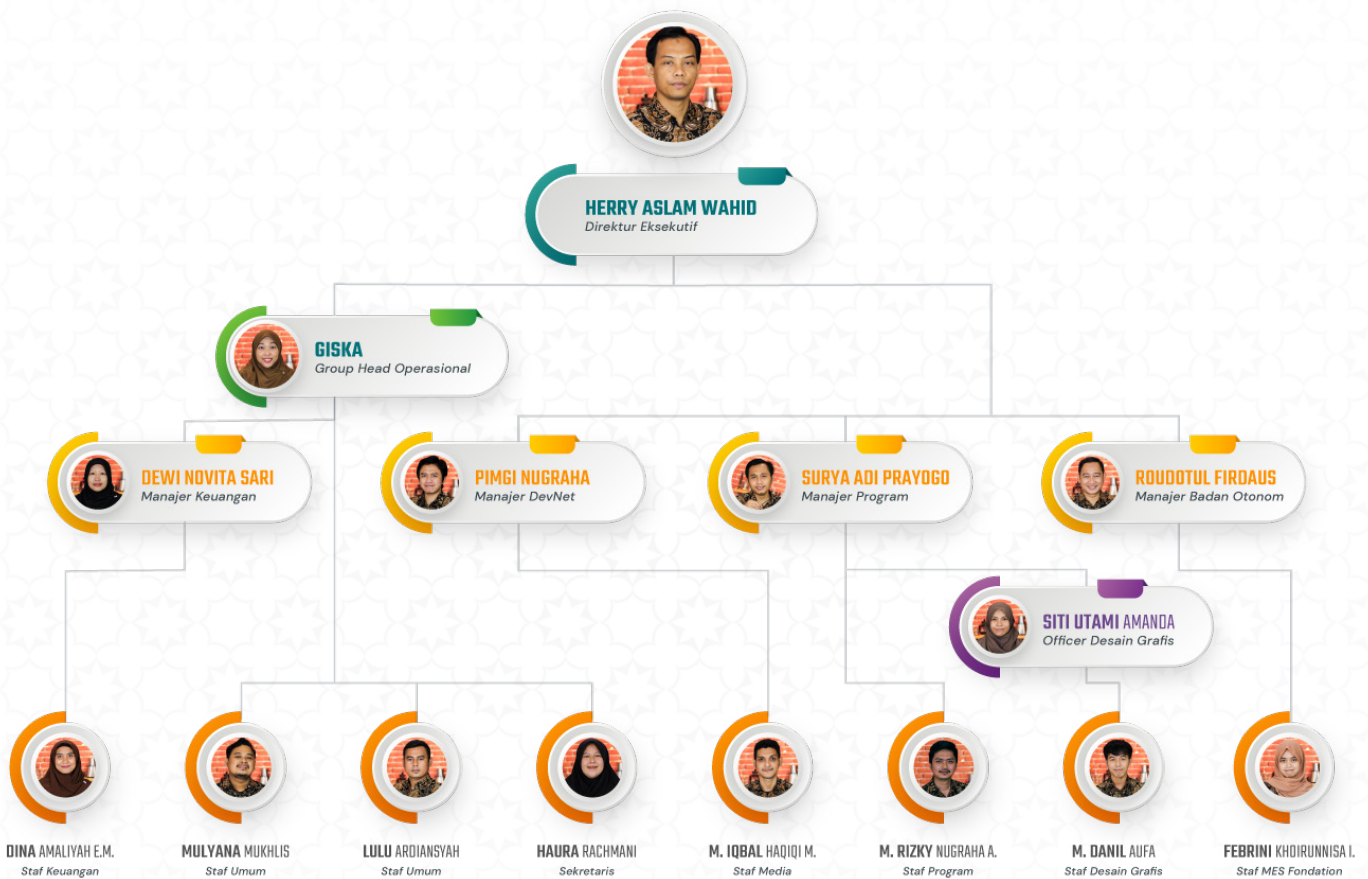 HERRY ASLAM WAHID
Direktur Eksekutif
GISKA
Group Head Operasional
DEWI NOVITA SARI
Manajer Keuangan
PIMGI NUGRAHA
Manajer DevNet
SURYA ADI PRAYOGO
Manajer Program
ROUDOTUL FIRDAUS
Manajer Badan Otonom
SITI UTAMI AMANDA
Officer Desain Grafis
DINA AMALIYAH E.M.
Staf Keuangan
MULYANA MUKHLIS
Staf Umum
LULU ARDIANSYAH
Staf Umum
HAURA RACHMANI
Sekretaris
M. IQBAL HAQIQI M.
Staf Media
M. RIZKY NUGRAHA A.
Staf Program
M. DANIL AUFA
Staf Desain Grafis
FEBRINI KHOIRUNNISA I.
Staf MES Fondation